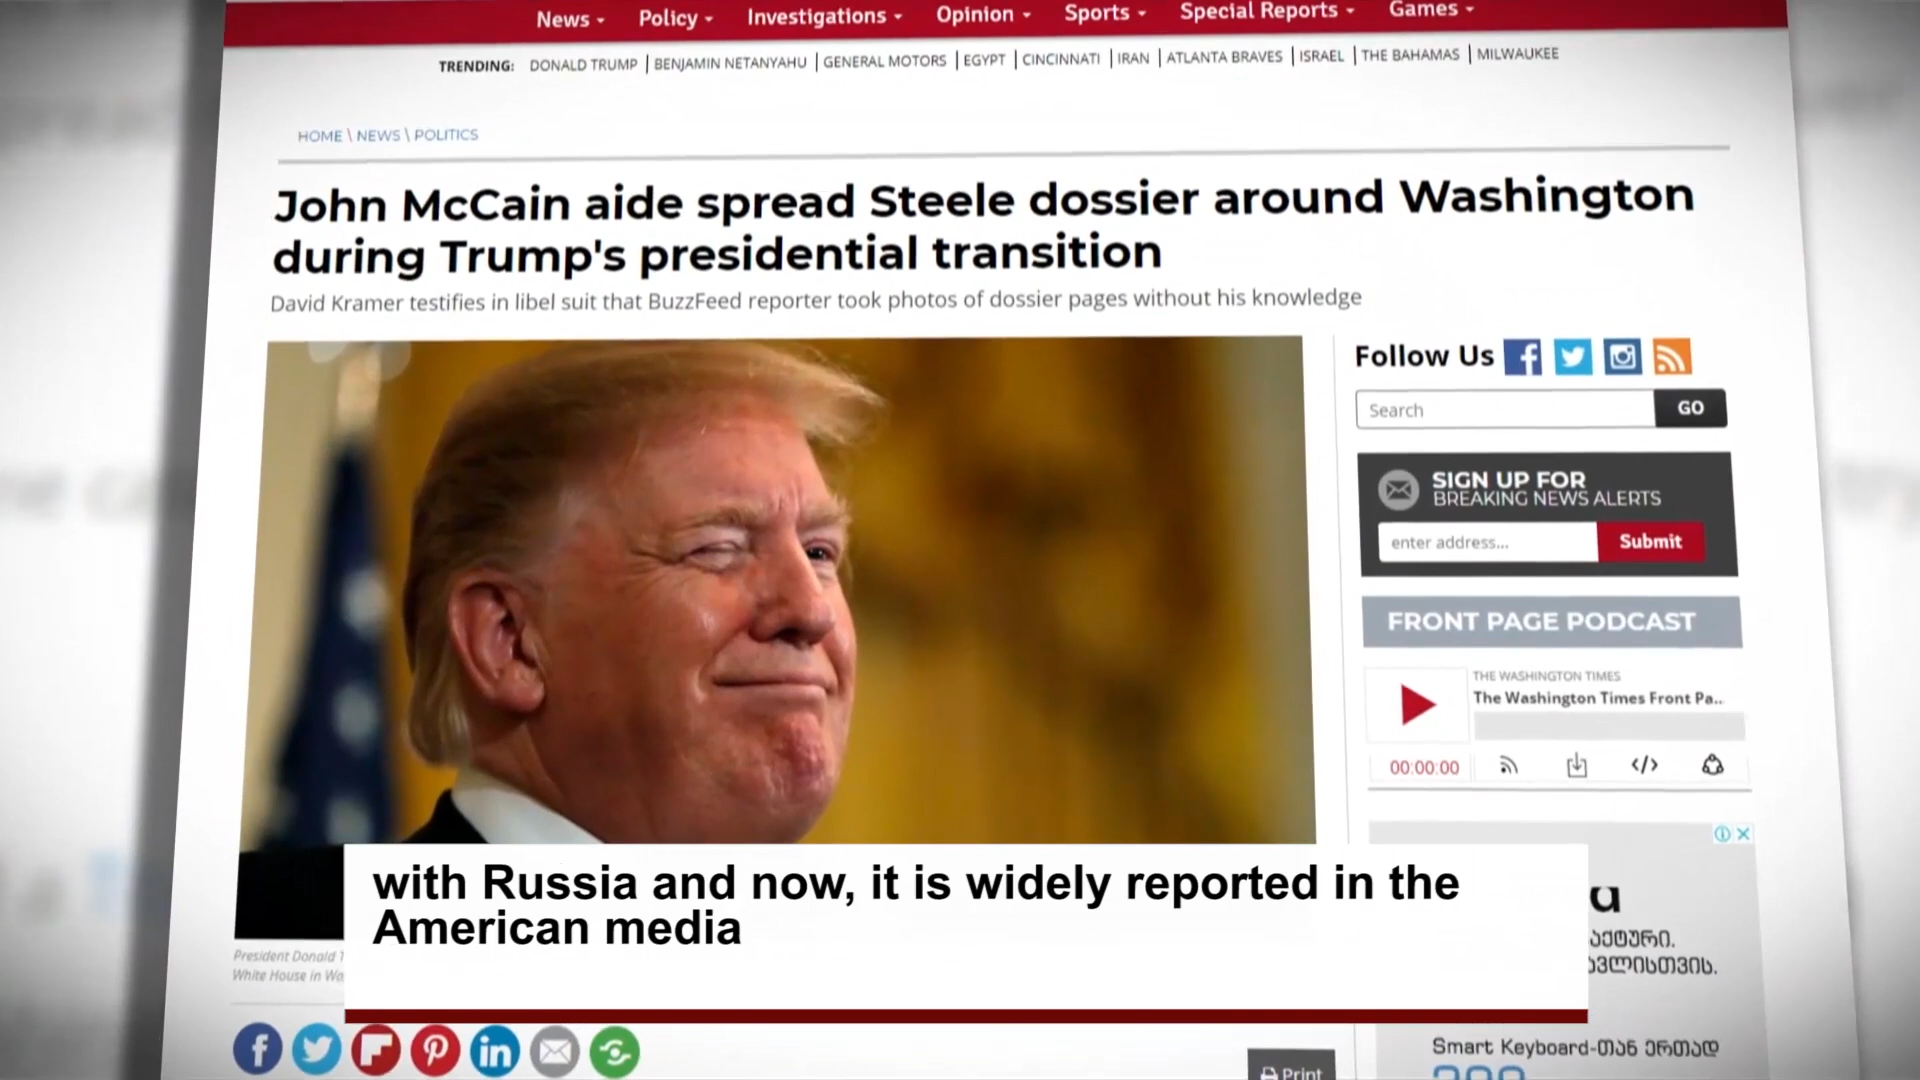 News Policy Investigations Opinion Sports Special Reports Games
TRENDING: DONALD TRUMP | BENJAMIN NETANYAHU | GENERAL MOTORS | EGYPT | CINCINNATI | IRAN | ATLANTA BRAVES | ISRAEL | THE BAHAMAS | MILWAUKEE
HOME \ NEWS \ POLITICS
John McCain aide spread Steele dossier around Washington
during Trump's presidential transition
David Kramer testifies in libel suit that BuzzFeed reporter took photos of dossier pages without his knowledge
Follow Us
Search GO
SIGN UP FOR
BREAKING NEWS ALERTS
enter address... Submit
FRONT PAGE PODCAST
THE WASHINGTON TIMES
The Washington Times Front Pa...
00:00:00
with Russia and now, it is widely reported in the
American media
President Donald
White House in
Smart Keyboard-თან ერთად
Print